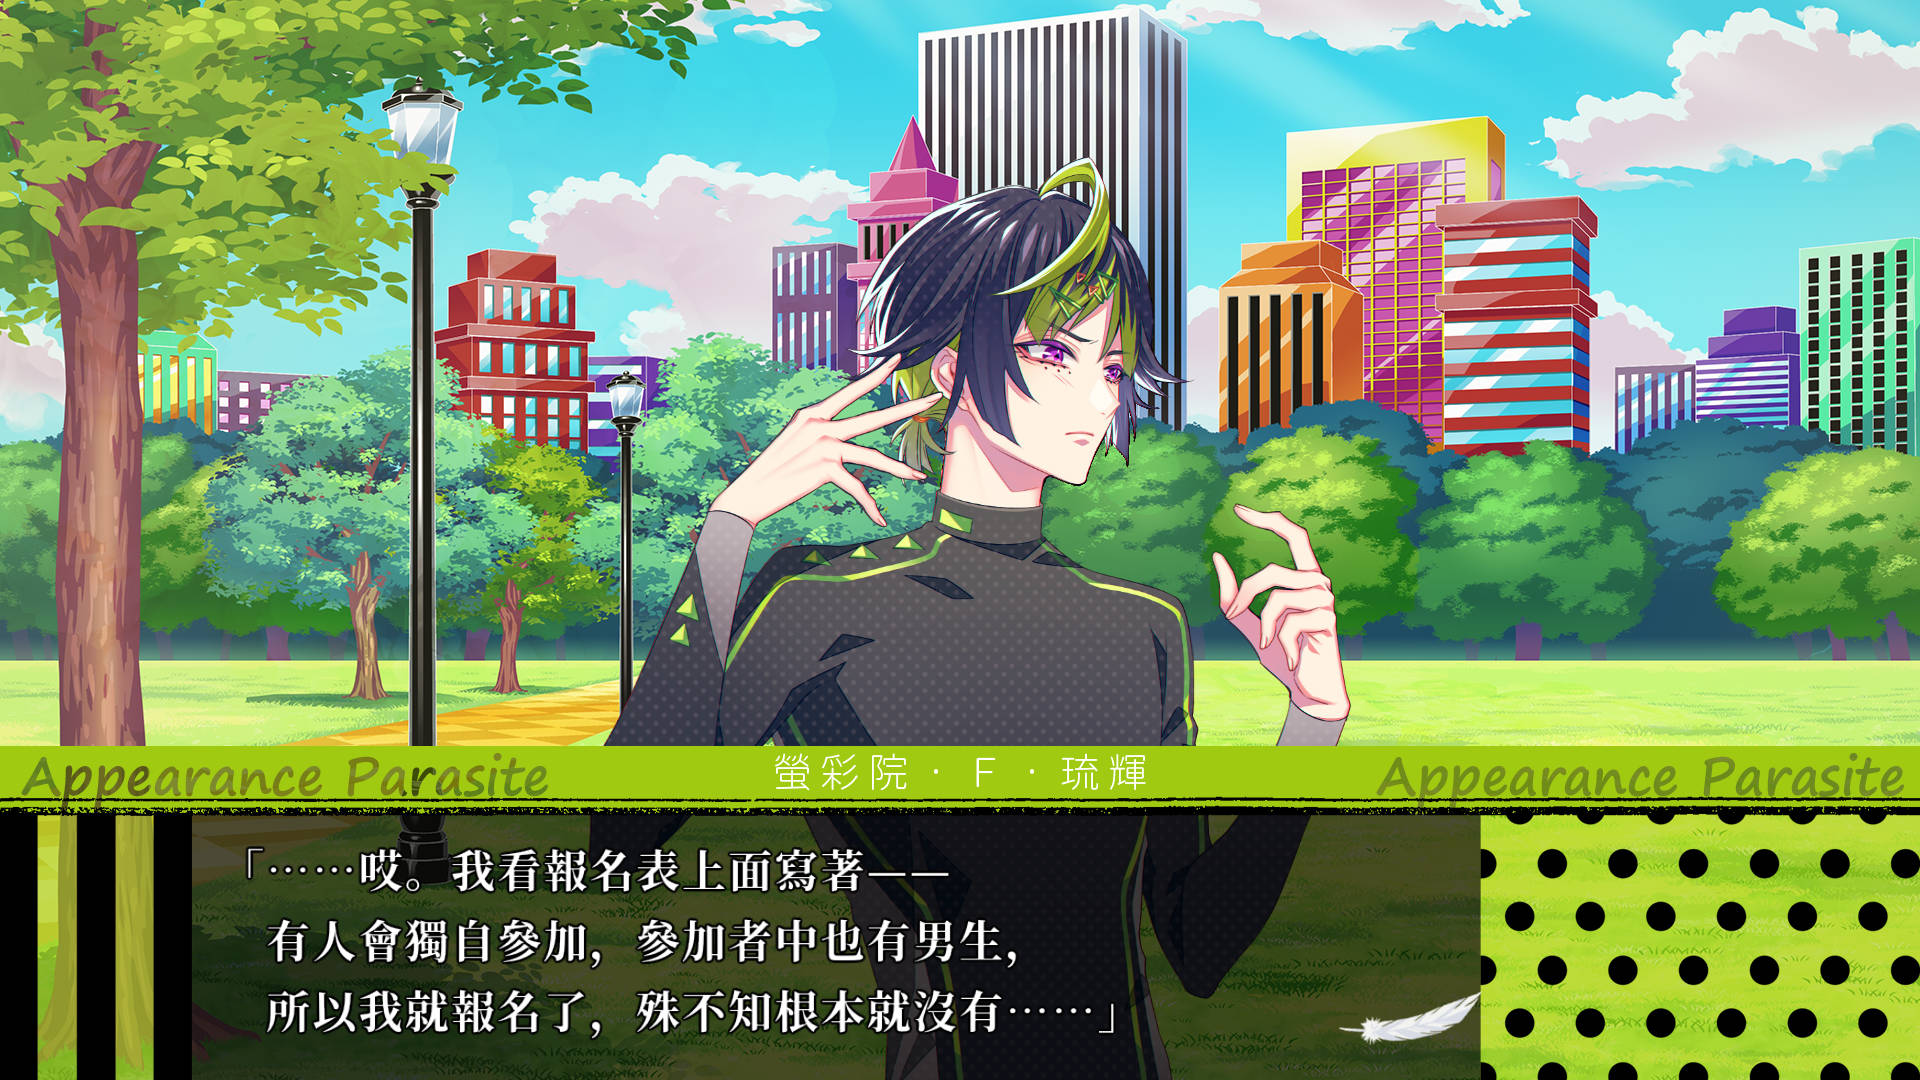 Appearance Parasite
螢彩院・F・琉輝
Appearance Parasite
「……哎。我看報名表上面寫著——
有人會獨自參加，參加者中也有男生，
所以我就報名了，殊不知根本就沒有……」